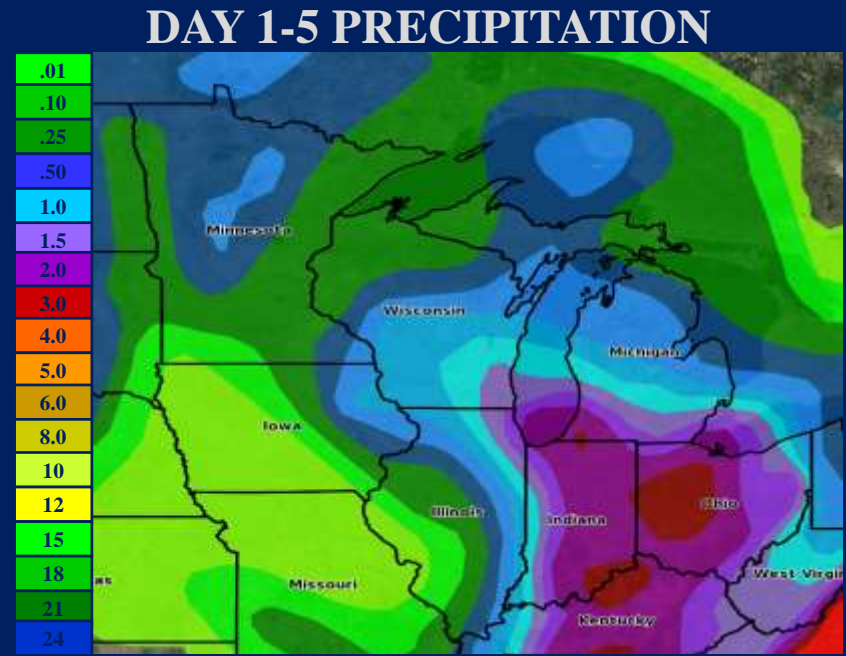 DAY 1-5 PRECIPITATION
.01
.10
.25
.50
1.0
1.5
2.0
3.0
4.0
5.0
6.0
8.0
10
12
15
18
21
24
Minnesota
Wisconsin
Michigan
Iowa
Illinois
Indiana
Ohio
as
Missouri
West Virgin
Kentucky